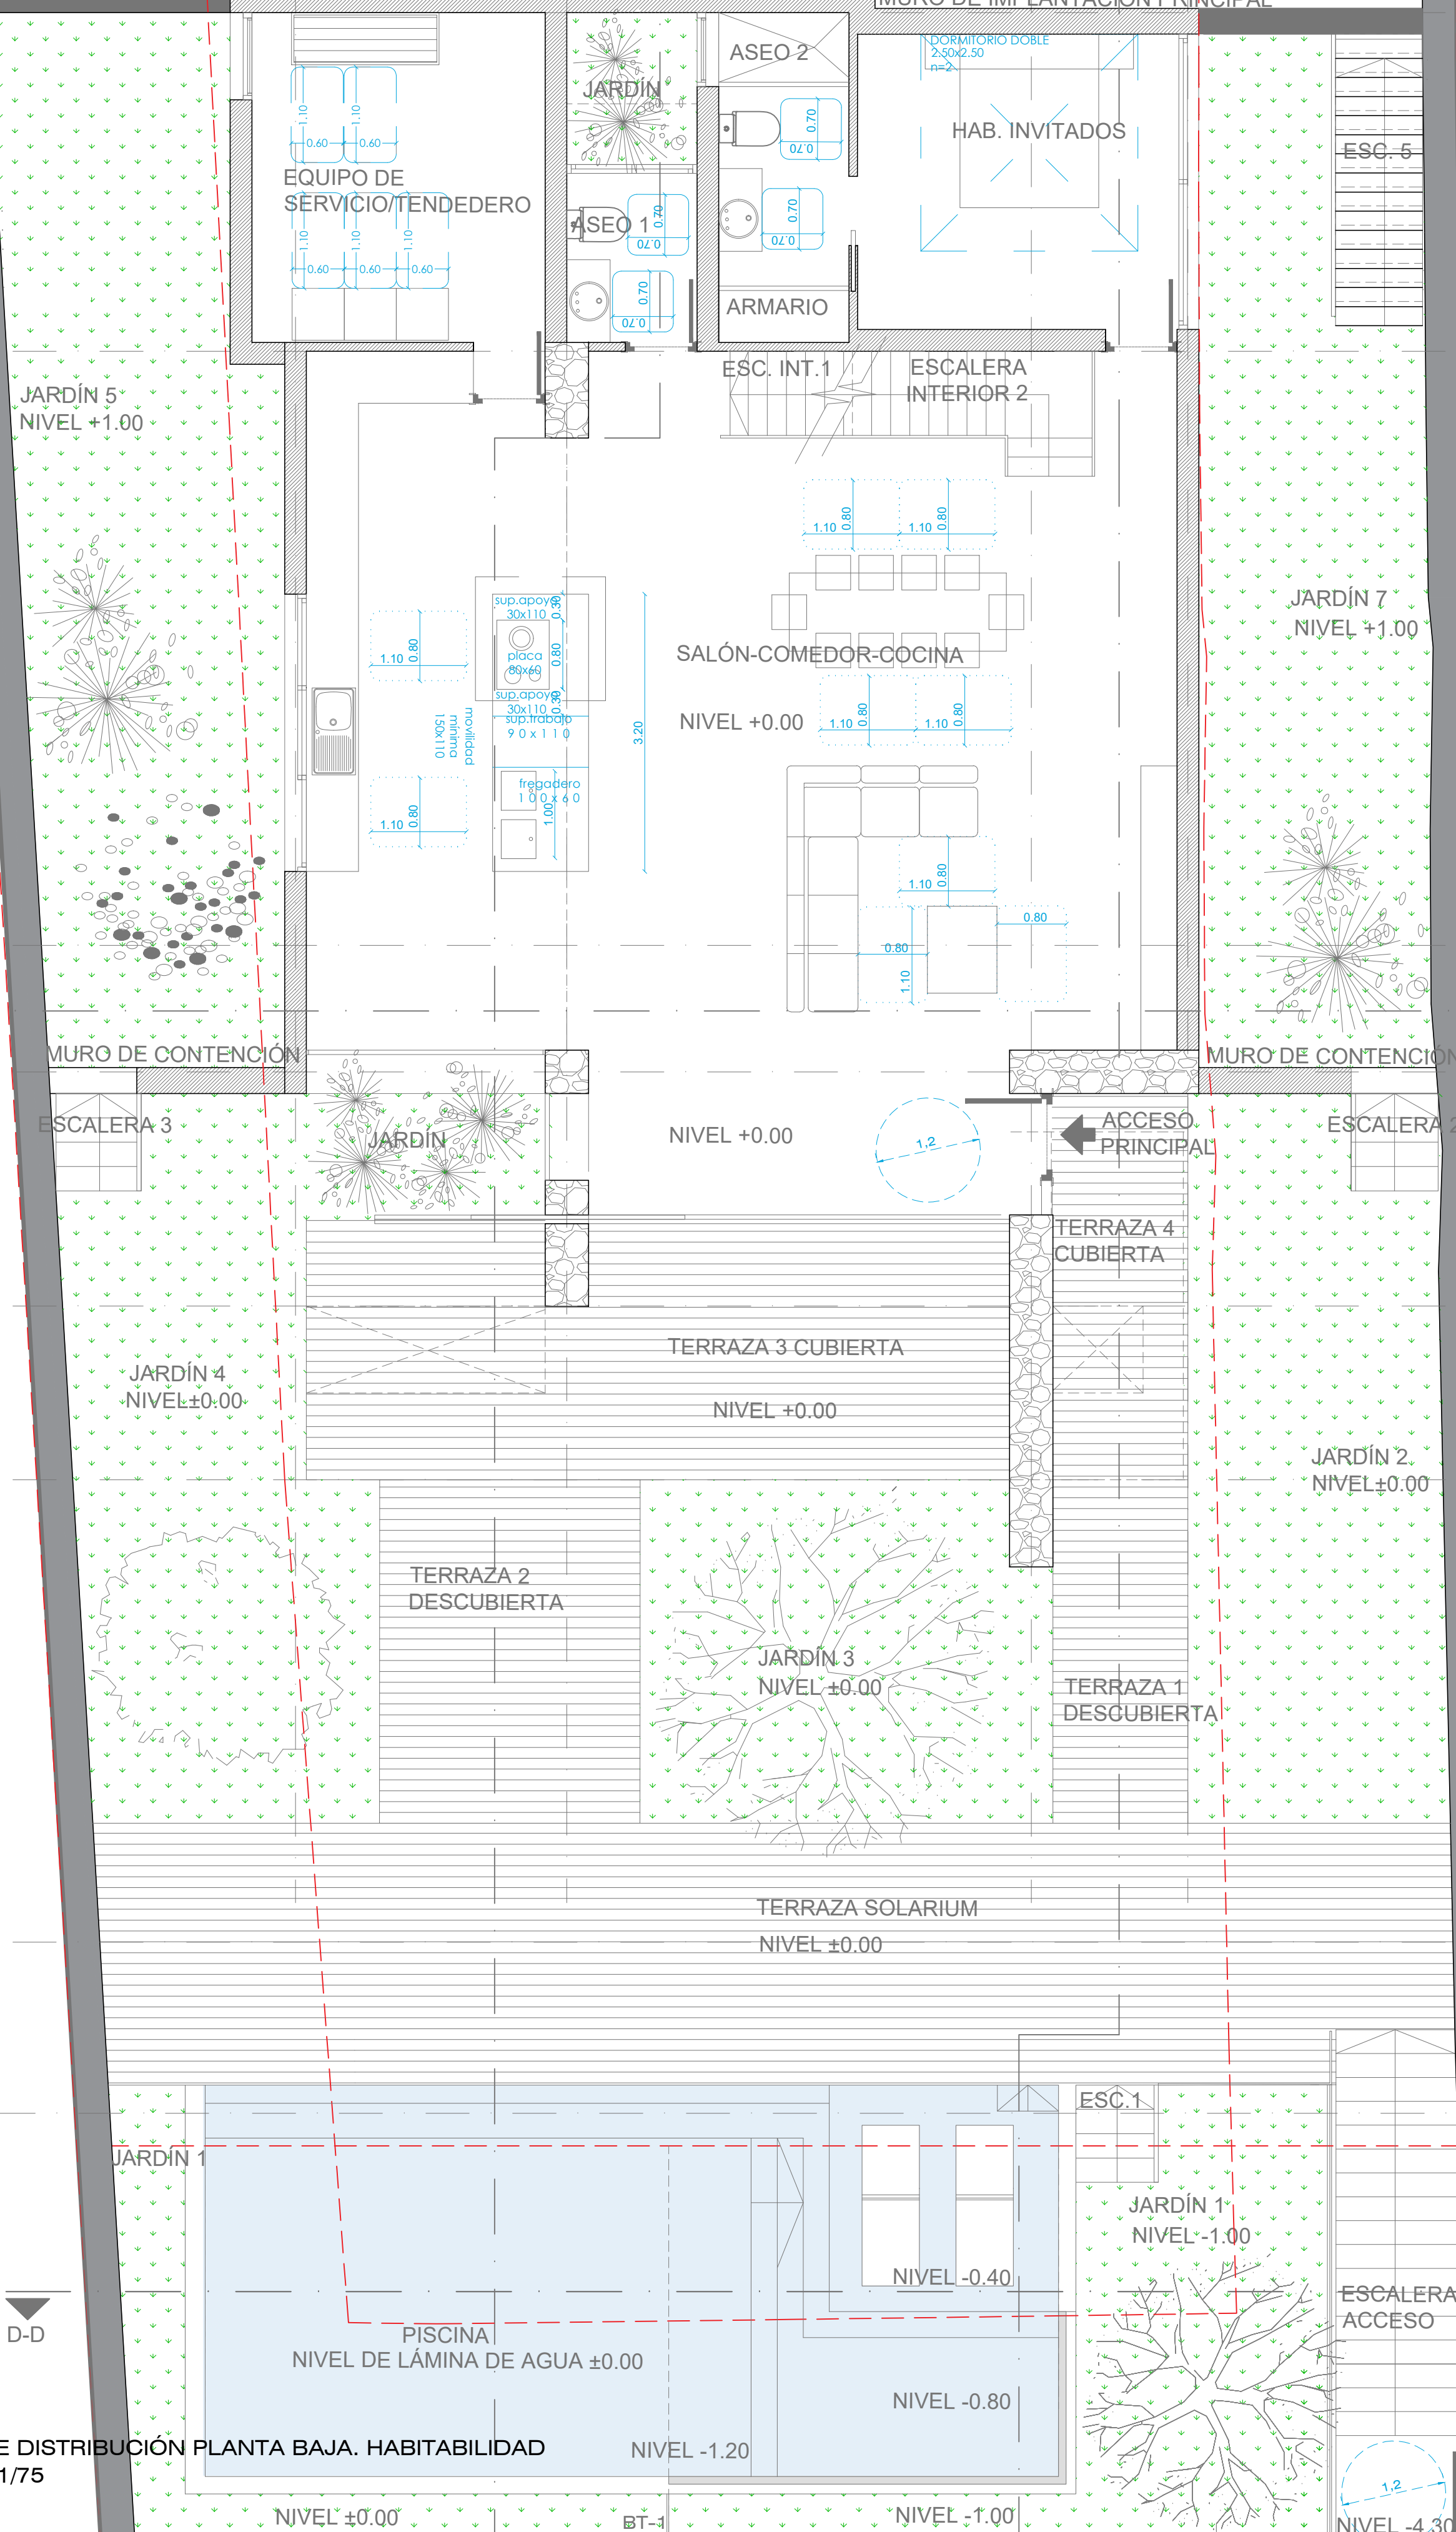 MURO DE IMPLANTACIÓN PRINCIPAL
DORMITORIO DOBLE
2.50x2.50
n=2
ASEO 2
JARDÍN
HAB. INVITADOS
ESC. 5
1.10
1.10
0.60
0.60
0.70
0.70
EQUIPO DE
SERVICIO/TENDEDERO
1.10
1.10
1.10
0.60
0.60
0.60
ASEO 1
0.70
0.70
0.70
0.70
0.70
0.70
ARMARIO
ESC. INT.1
ESCALERA
INTERIOR 2
JARDÍN 5
NIVEL +1.00
1.10
0.80
1.10
0.80
sup.apoyo
30x110
0.30
placa
80x60
0.80
sup.apoyo
30x110
0.30
sup.trabajo
90x110
fregadero
100x60
1.00
3.20
1.10
0.80
movilidad
mínima
150x110
1.10
0.80
SALÓN-COMEDOR-COCINA
NIVEL +0.00
1.10
0.80
1.10
0.80
JARDÍN 7
NIVEL +1.00
1.10
0.80
0.80
0.80
1.10
MURO DE CONTENCIÓN
MURO DE CONTENCIÓN
ESCALERA 3
JARDÍN
NIVEL +0.00
1,2
ACCESO
PRINCIPAL
ESCALERA 2
TERRAZA 4
CUBIERTA
TERRAZA 3 CUBIERTA
NIVEL +0.00
JARDÍN 4
NIVEL±0.00
JARDÍN 2
NIVEL±0.00
TERRAZA 2
DESCUBIERTA
JARDÍN 3
NIVEL ±0.00
TERRAZA 1
DESCUBIERTA
TERRAZA SOLARIUM
NIVEL ±0.00
ESC.1
JARDÍN 1
JARDÍN 1
NIVEL -1.00
NIVEL -0.40
ESCALERA
ACCESO
D-D
PISCINA
NIVEL DE LÁMINA DE AGUA ±0.00
NIVEL -0.80
E DISTRIBUCIÓN PLANTA BAJA. HABITABILIDAD
1/75
NIVEL -1.20
1,2
NIVEL ±0.00
BT-1
NIVEL -1.00
NIVEL -4.30